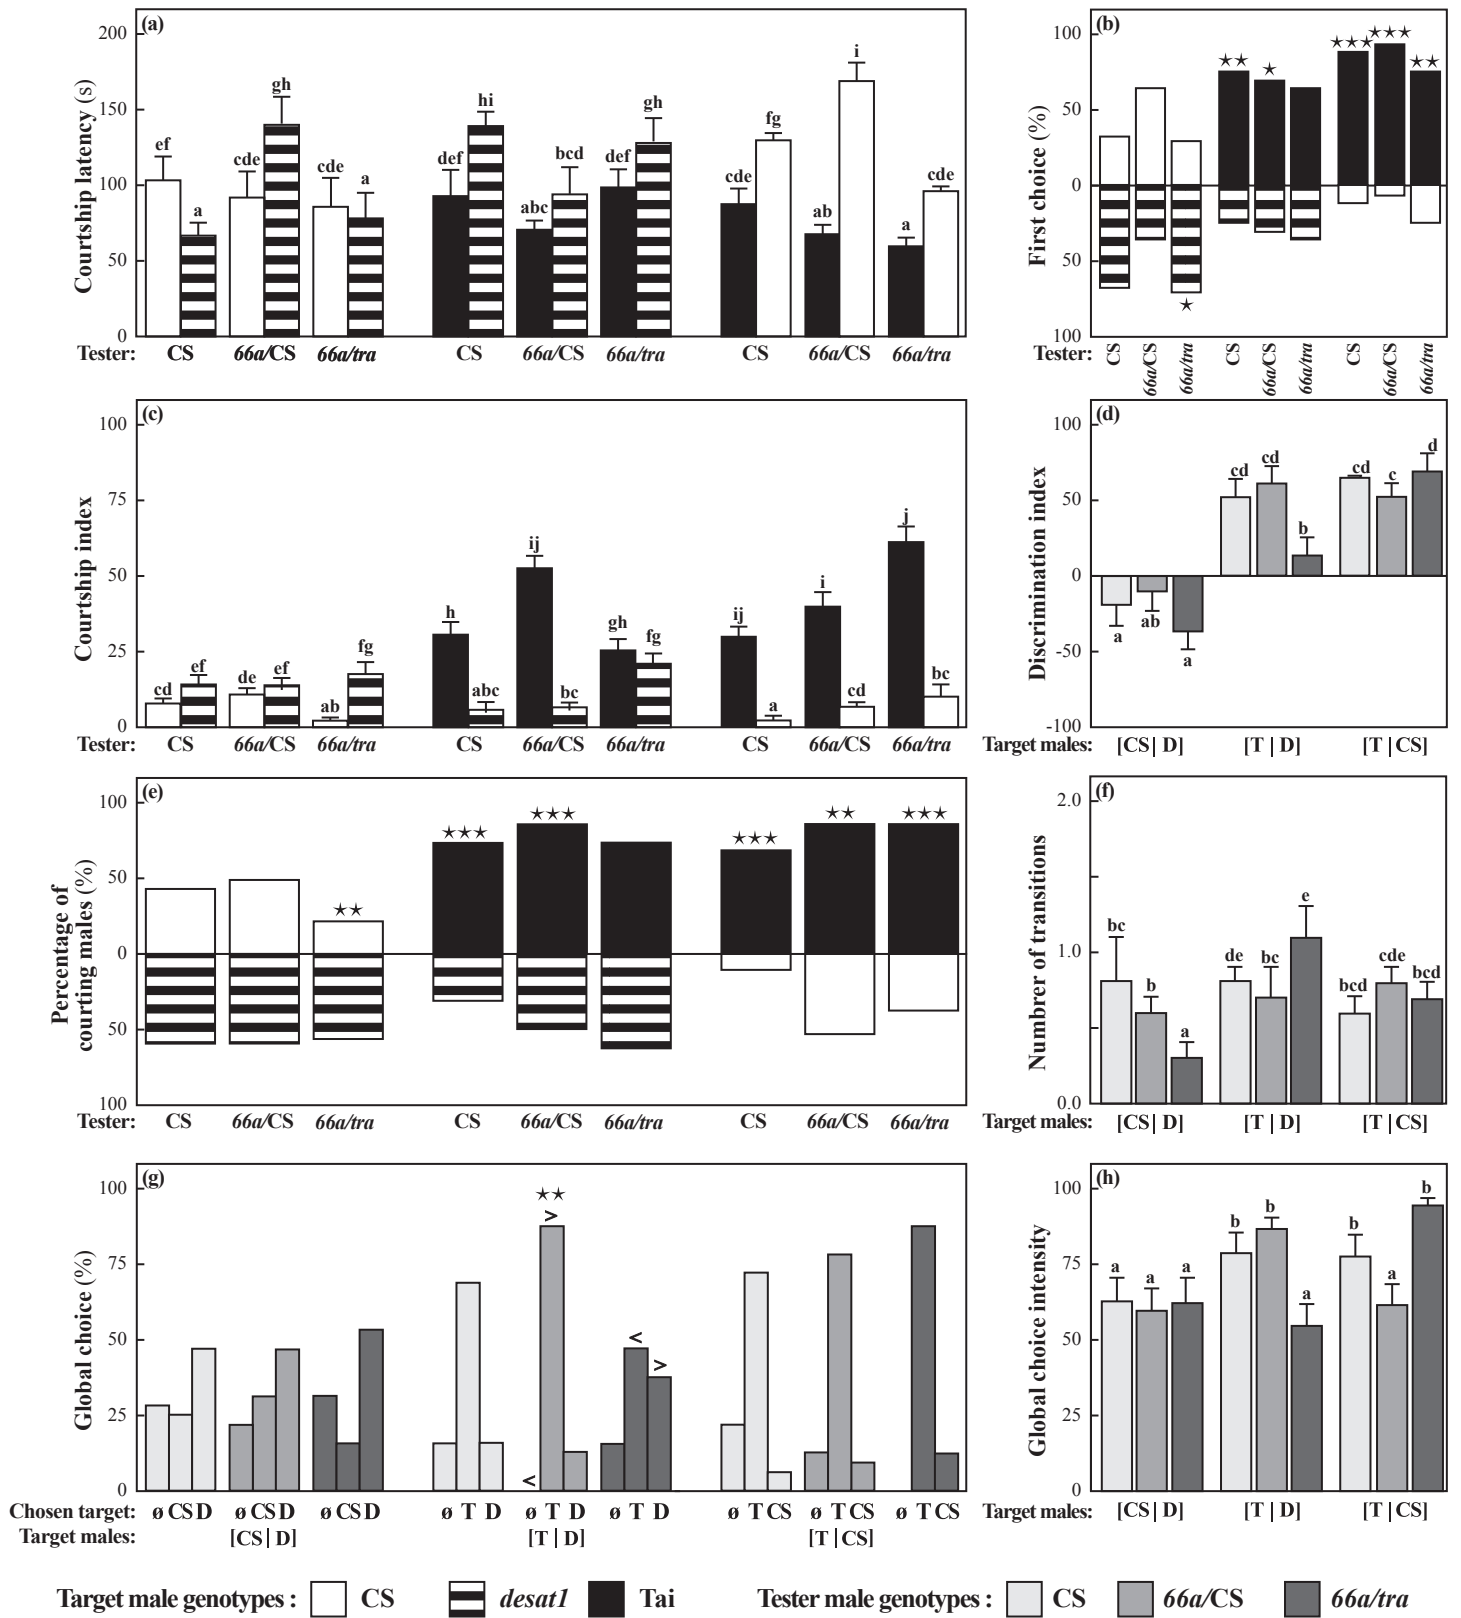 (a)
Courtship latency (s)
200
150
100
50
0
ef a cde gh cde a def hi abc bcd def gh cde fg ab i a cde
Tester: CS 66a/CS 66a/tra CS 66a/CS 66a/tra CS 66a/CS 66a/tra
(b)
First choice (%)
100
50
0
50
100
★★ ★ ★★★ ★★★ ★★
★
Tester: CS 66a/CS 66a/tra CS 66a/CS 66a/tra CS 66a/CS 66a/tra
(c)
Courtship index
100
75
50
25
0
cd ef de ef ab fg h abc ij bc gh fg ij a i cd j bc
Tester: CS 66a/CS 66a/tra CS 66a/CS 66a/tra CS 66a/CS 66a/tra
(d)
Discrimination index
100
50
0
-50
-100
a ab a cd cd b cd c d
Target males: [CS | D] [T | D] [T | CS]
(e)
Percentage of
courting males (%)
100
50
0
50
100
★★ ★★★ ★★★ ★★★ ★★ ★★★
Tester: CS 66a/CS 66a/tra CS 66a/CS 66a/tra CS 66a/CS 66a/tra
(f)
Numbrer of transitions
2.0
1.0
0.0
bc b a de bc e bcd cde bcd
Target males: [CS | D] [T | D] [T | CS]
(g)
Global choice (%)
100
75
50
25
0
★★
>
<
< >
Chosen target: ø CS D ø CS D ø CS D ø T D ø T D ø T D ø T CS ø T CS ø T CS
Target males: [CS | D] [T | D] [T | CS]
(h)
Global choice intensity
100
75
50
25
0
a a a b b a b a b
Target males: [CS | D] [T | D] [T | CS]
Target male genotypes : CS desat1 Tai Tester male genotypes : CS 66a/CS 66a/tra